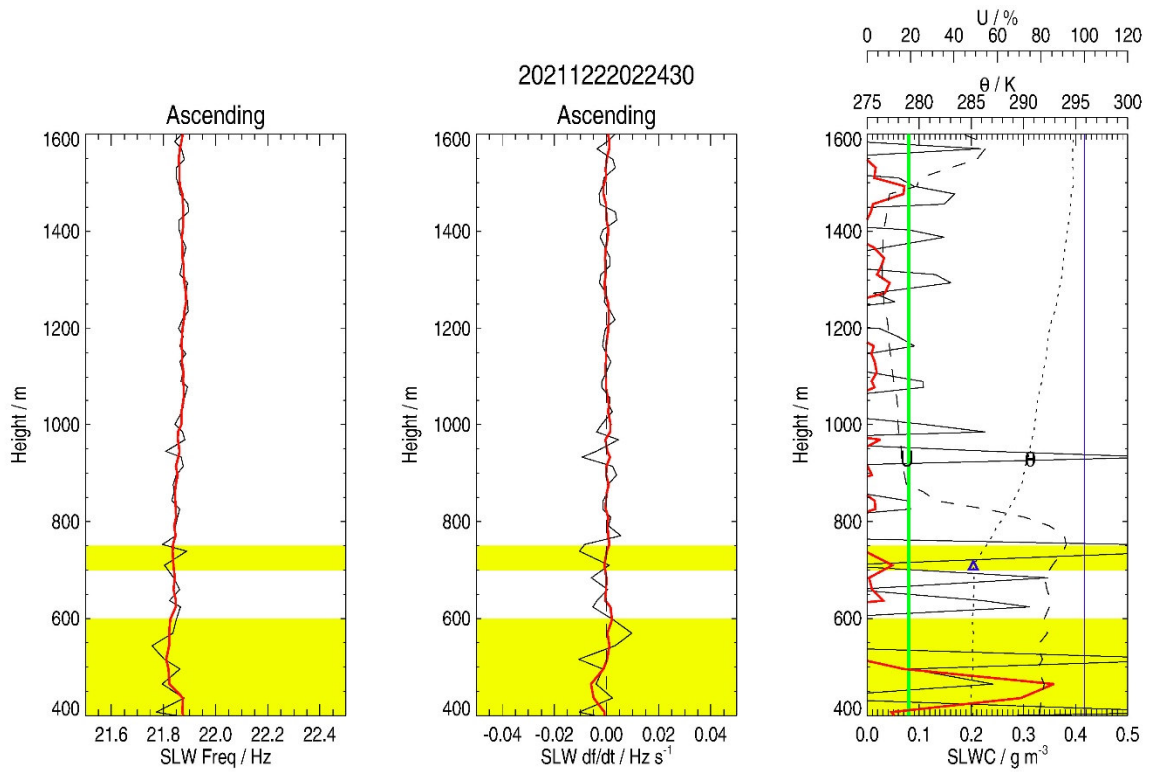 U / %
0 20 40 60 80 100 120
20211222022430
θ / K
Ascending
Ascending
275 280 285 290 295 300
1600
1600
1600
1400
1400
1400
1200
1200
1200
Height / m
Height / m
Height / m
1000
1000
1000
U
θ
800
800
800
600
600
600
400
400
400
21.6 21.8 22.0 22.2 22.4
-0.04 -0.02 0.00 0.02 0.04
0.0 0.1 0.2 0.3 0.4 0.5
SLW Freq / Hz
SLW df/dt / Hz s⁻¹
SLWC / g m⁻³